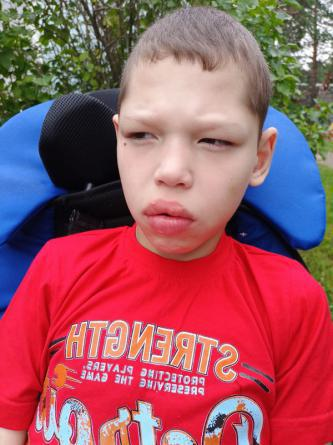 STRENGTH
PROTECTING PLAYERS,
PRESERVING THE GAME